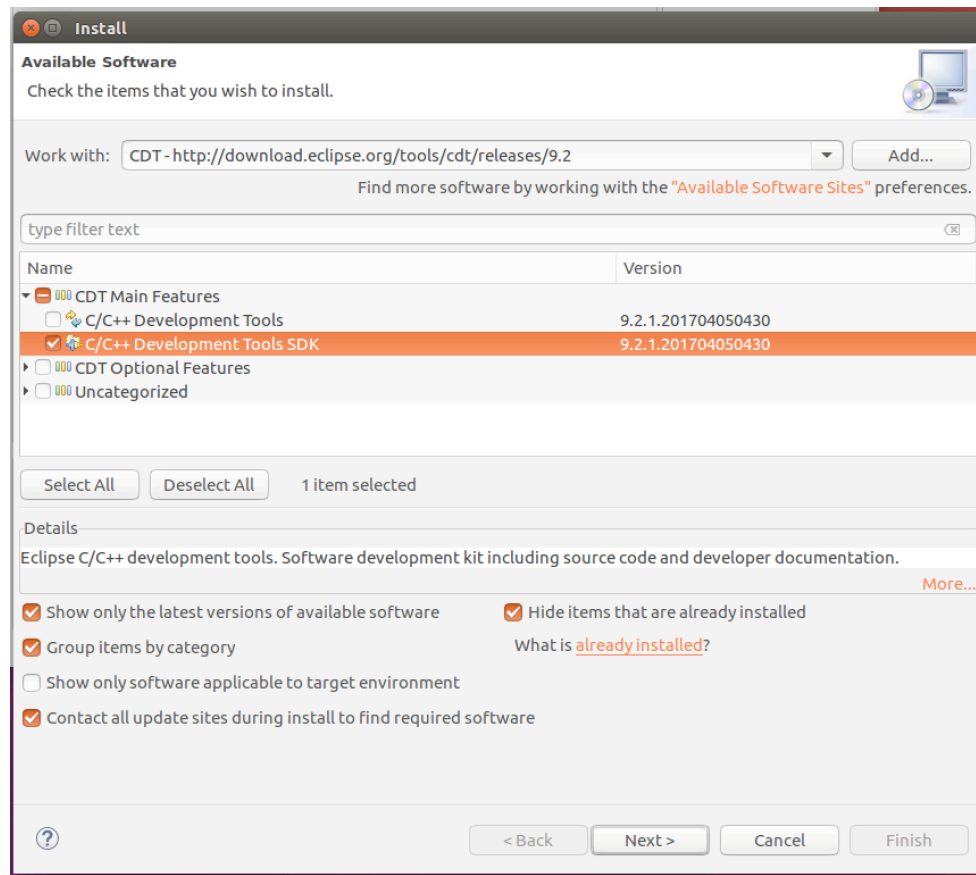 Install
Available Software
Check the items that you wish to install.
Work with: CDT - http://download.eclipse.org/tools/cdt/releases/9.2 Add...
Find more software by working with the "Available Software Sites" preferences.
type filter text
Name Version
CDT Main Features
C/C++ Development Tools 9.2.1.201704050430
C/C++ Development Tools SDK 9.2.1.201704050430
CDT Optional Features
Uncategorized
Select All Deselect All 1 item selected
Details
Eclipse C/C++ development tools. Software development kit including source code and developer documentation.
More...
Show only the latest versions of available software Hide items that are already installed
Group items by category What is already installed?
Show only software applicable to target environment
Contact all update sites during install to find required software
? < Back Next > Cancel Finish